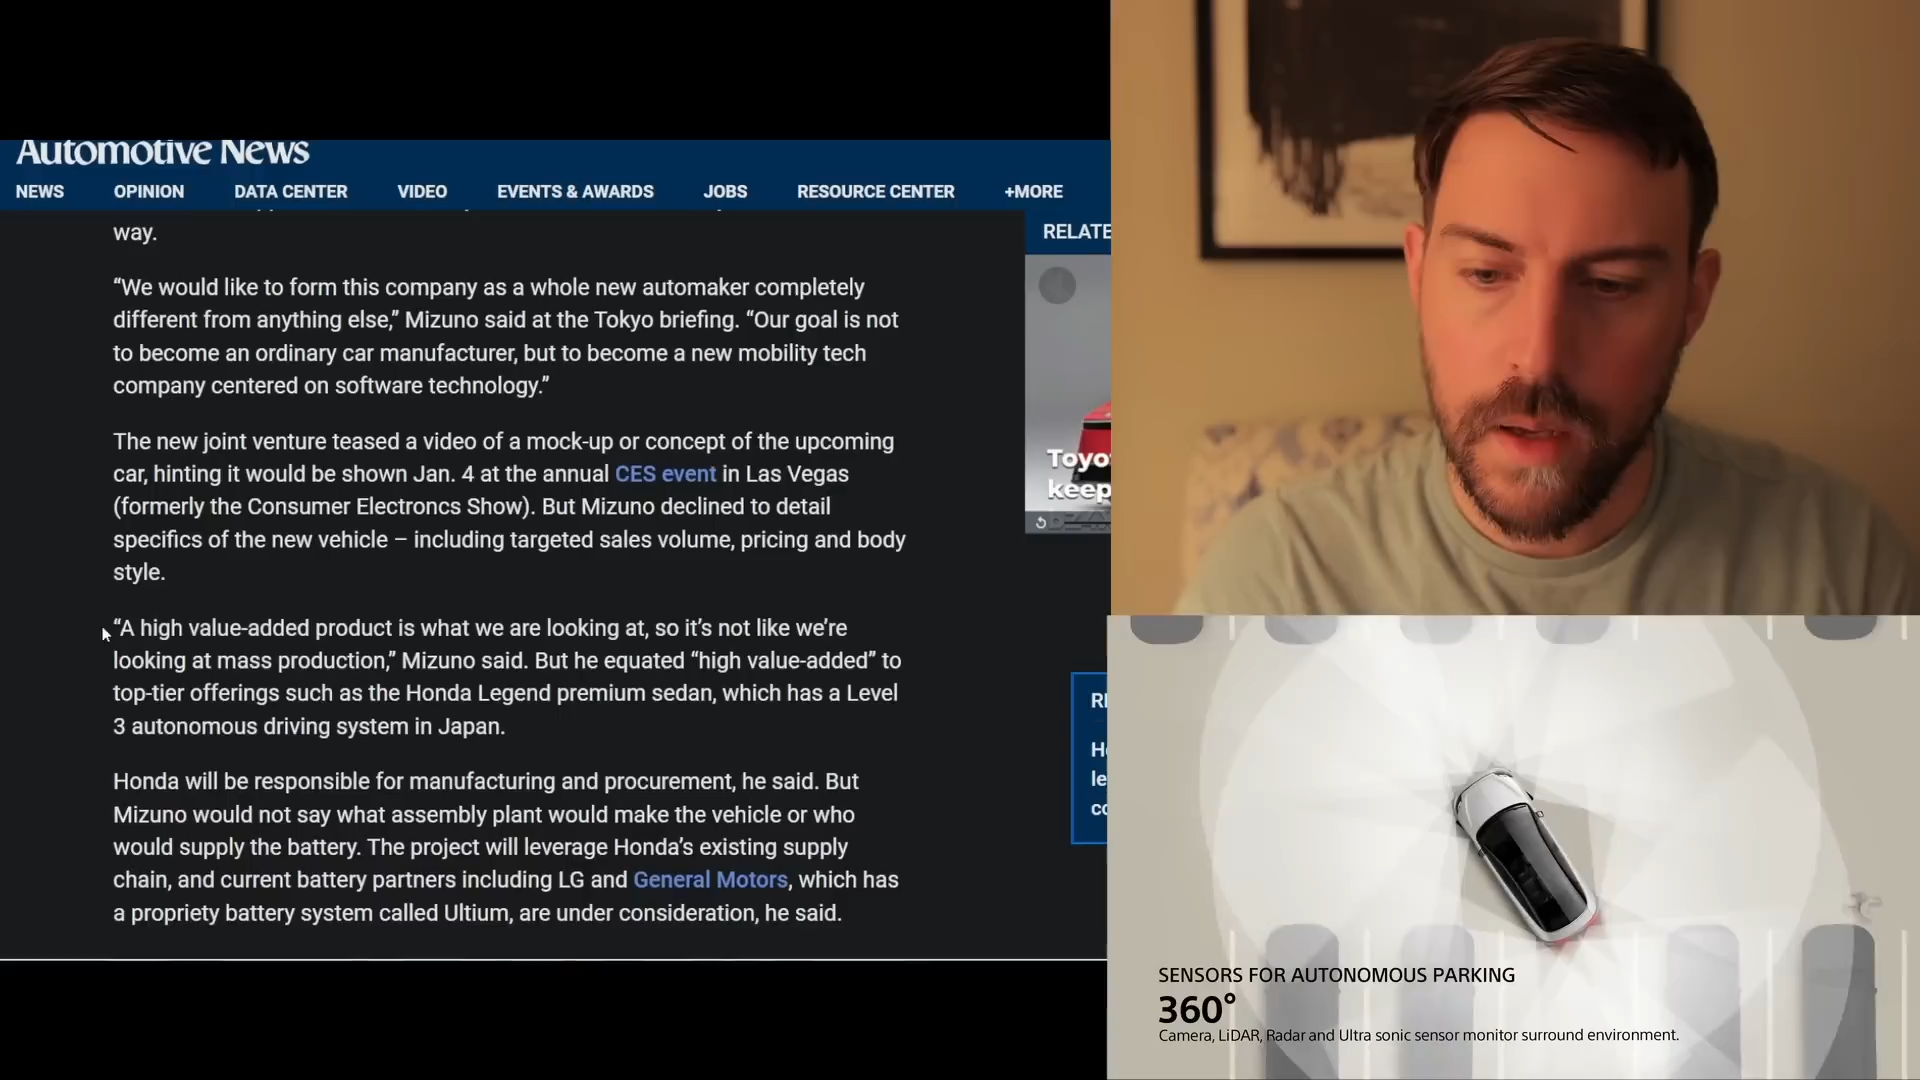 Automotive News
NEWS OPINION DATA CENTER VIDEO EVENTS & AWARDS JOBS RESOURCE CENTER +MORE
way.
“We would like to form this company as a whole new automaker completely
different from anything else,” Mizuno said at the Tokyo briefing. “Our goal is not
to become an ordinary car manufacturer, but to become a new mobility tech
company centered on software technology.”
The new joint venture teased a video of a mock-up or concept of the upcoming
car, hinting it would be shown Jan. 4 at the annual CES event in Las Vegas
(formerly the Consumer Electroncs Show). But Mizuno declined to detail
specifics of the new vehicle – including targeted sales volume, pricing and body
style.
“A high value-added product is what we are looking at, so it’s not like we’re
looking at mass production,” Mizuno said. But he equated “high value-added” to
top-tier offerings such as the Honda Legend premium sedan, which has a Level
3 autonomous driving system in Japan.
Honda will be responsible for manufacturing and procurement, he said. But
Mizuno would not say what assembly plant would make the vehicle or who
would supply the battery. The project will leverage Honda’s existing supply
chain, and current battery partners including LG and General Motors, which has
a propriety battery system called Ultium, are under consideration, he said.
RELATE
Toyo
keep
SENSORS FOR AUTONOMOUS PARKING
360°
Camera, LiDAR, Radar and Ultra sonic sensor monitor surround environment.